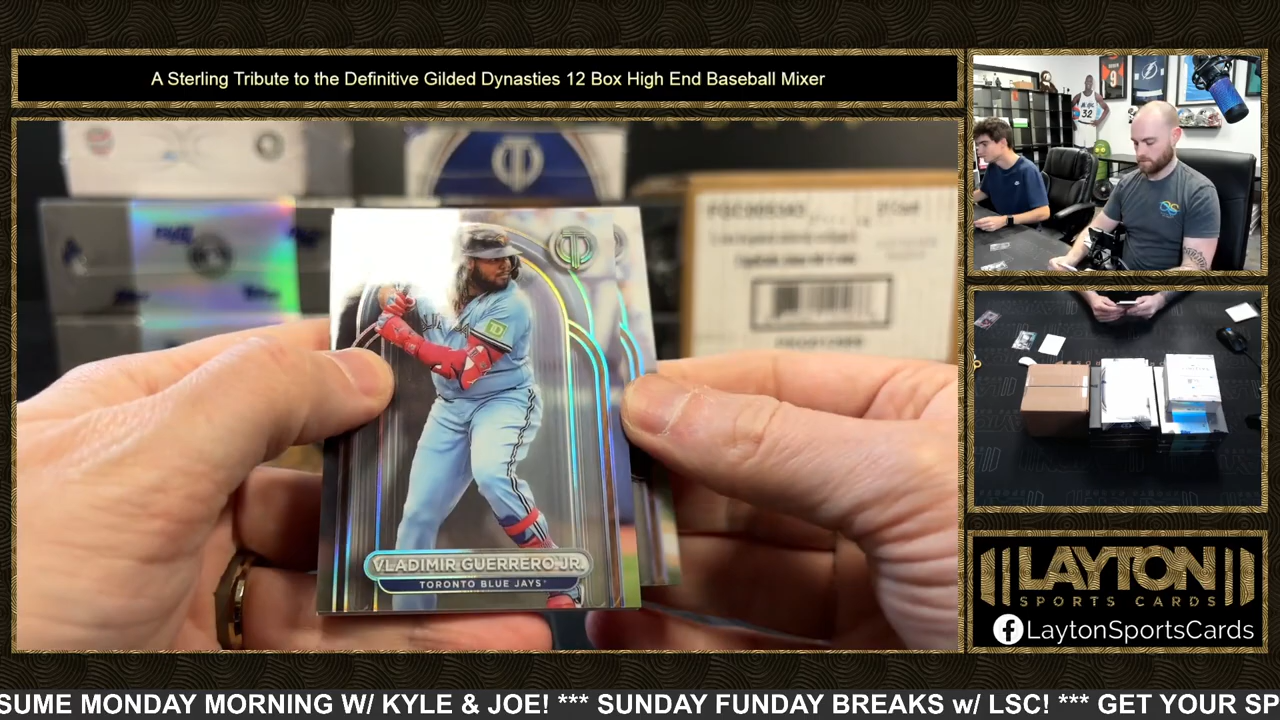 A Sterling Tribute to the Definitive Gilded Dynasties 12 Box High End Baseball Mixer
VLADIMIR GUERRERO JR.
TORONTO BLUE JAYS
LAYTON
SPORTS CARDS
LaytonSportsCards
SUME MONDAY MORNING W/ KYLE & JOE! *** SUNDAY FUNDAY BREAKS w/ LSC! *** GET YOUR SP